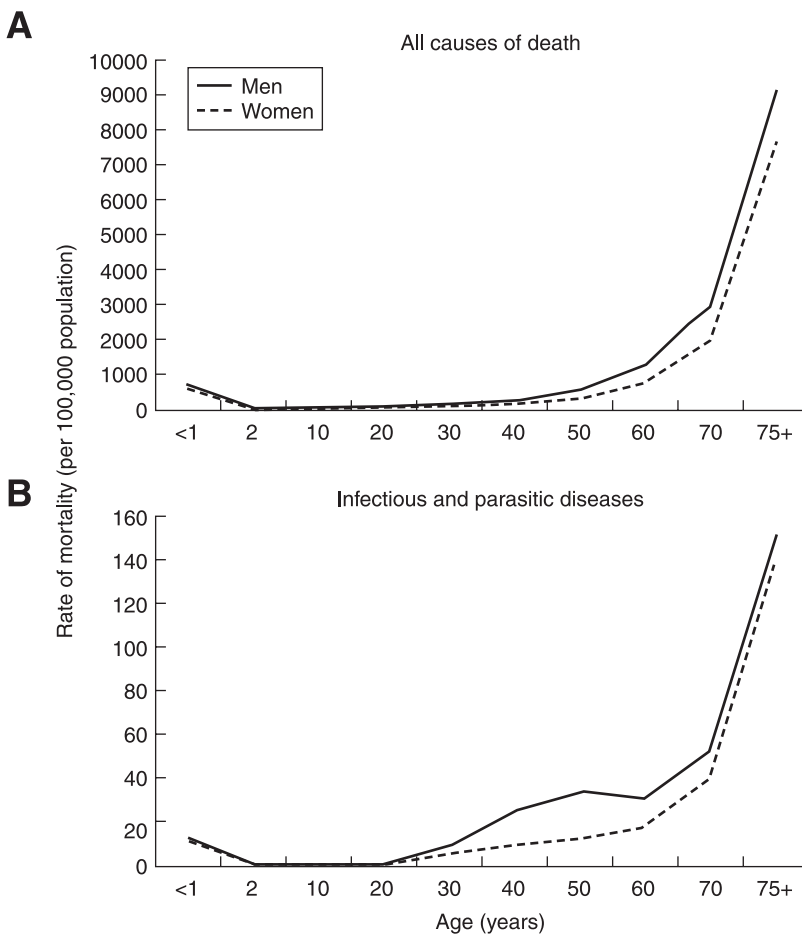 A
All causes of death
10000
9000
8000
7000
6000
5000
4000
3000
2000
1000
0
Men
Women
<1 2 10 20 30 40 50 60 70 75+
Rate of mortality (per 100,000 population)
B
Infectious and parasitic diseases
160
140
120
100
80
60
40
20
0
<1 2 10 20 30 40 50 60 70 75+
Age (years)